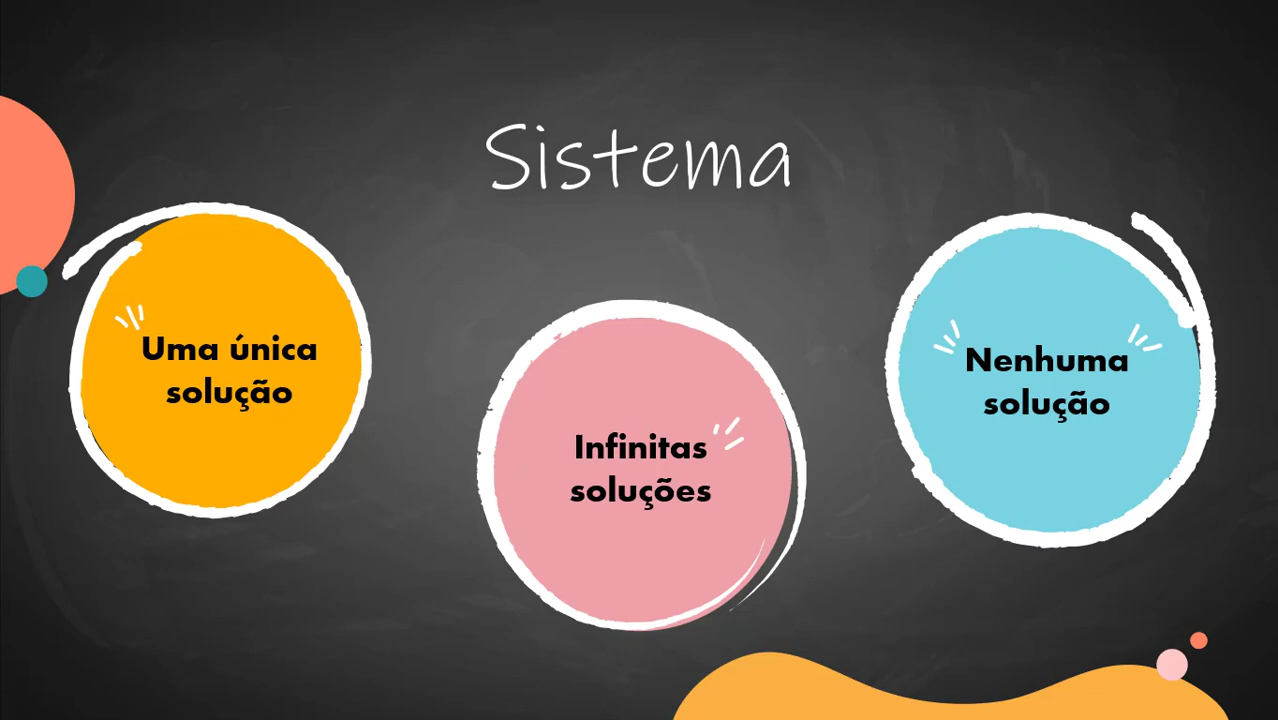 Sistema
Uma única
solução
Infinitas
soluções
Nenhuma
solução